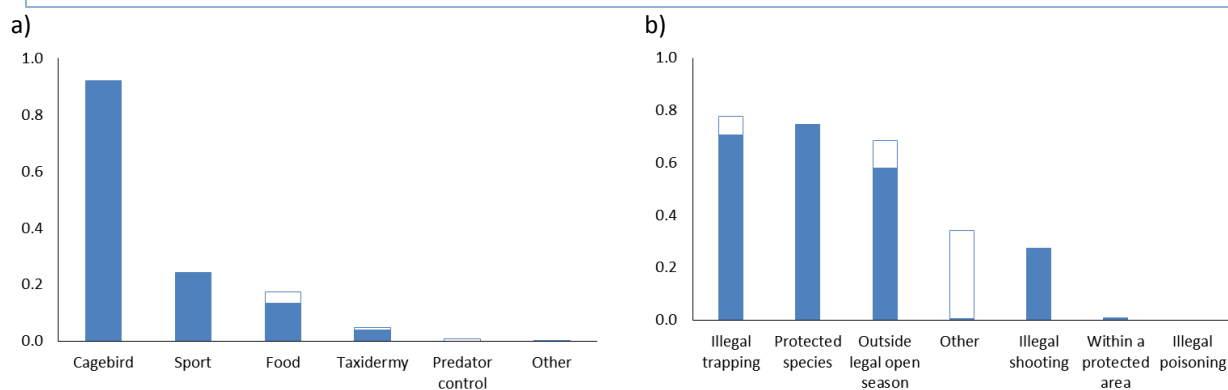 a)
1.0
0.8
0.6
0.4
0.2
0.0
Cagebird
Sport
Food
Taxidermy
Predator
control
Other
b)
1.0
0.8
0.6
0.4
0.2
0.0
Illegal
trapping
Protected
species
Outside
legal open
season
Other
Illegal
shooting
Within a
protected
area
Illegal
poisoning